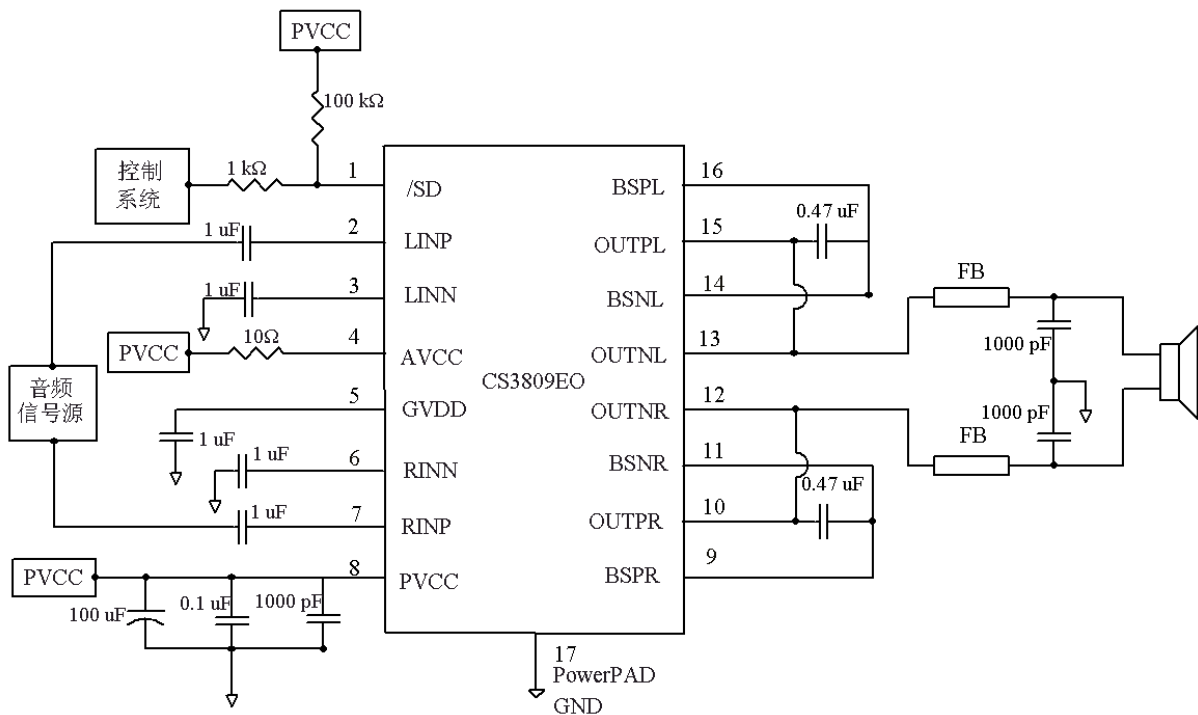 PVCC
100 kΩ
控制
系统
1 kΩ
1
/SD
1 uF
2
LINP
1 uF
3
LINN
PVCC
10Ω
4
AVCC
音频
信号源
5
GVDD
1 uF
1 uF
6
RINN
1 uF
7
RINP
PVCC
8
PVCC
100 uF
0.1 uF
1000 pF
CS3809EO
17
PowerPAD
GND
16
BSPL
0.47 uF
15
OUTPL
14
BSNL
13
OUTNL
12
OUTNR
11
BSNR
0.47 uF
10
OUTPR
9
BSPR
FB
1000 pF
1000 pF
FB